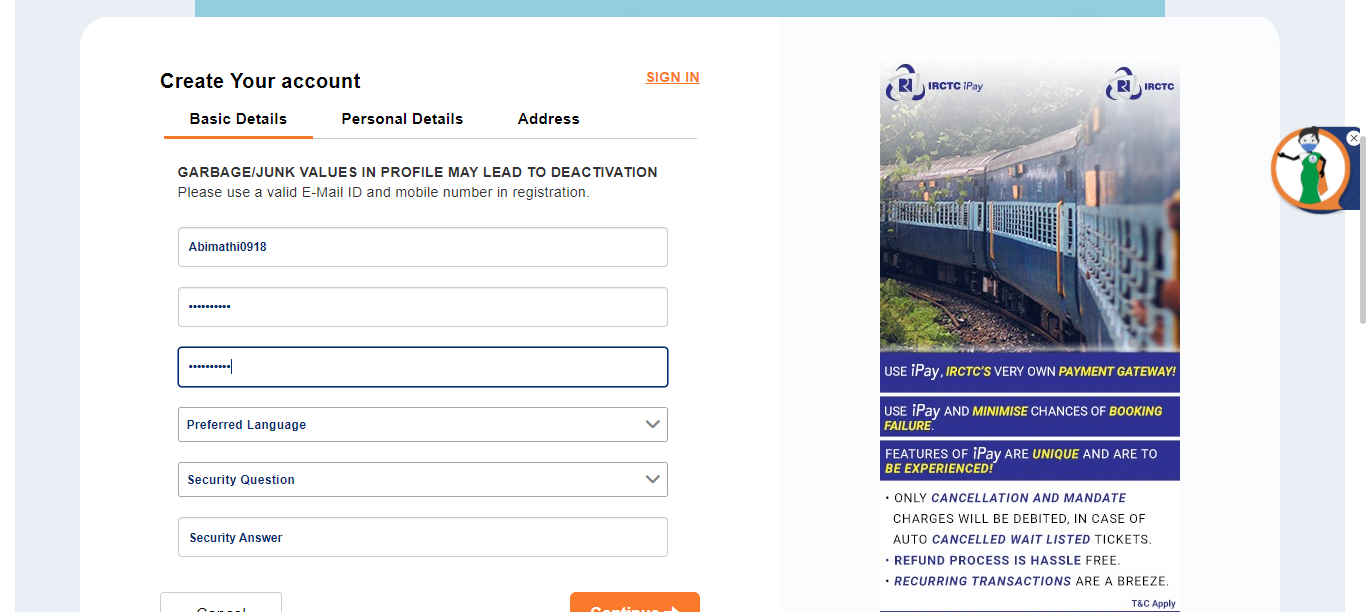 Create Your account
SIGN IN
Basic Details
Personal Details
Address
GARBAGE/JUNK VALUES IN PROFILE MAY LEAD TO DEACTIVATION
Please use a valid E-Mail ID and mobile number in registration.
Abimathi0918
••••••••••
••••••••••
Preferred Language
Security Question
Security Answer
Cancel
Continue
IRCTC iPay
IRCTC
USE iPay, IRCTC'S VERY OWN PAYMENT GATEWAY!
USE iPay AND MINIMISE CHANCES OF BOOKING
FAILURE.
FEATURES OF iPay ARE UNIQUE AND ARE TO
BE EXPERIENCED!
• ONLY CANCELLATION AND MANDATE
CHARGES WILL BE DEBITED, IN CASE OF
AUTO CANCELLED WAIT LISTED TICKETS.
• REFUND PROCESS IS HASSLE FREE.
• RECURRING TRANSACTIONS ARE A BREEZE.
T&C Apply